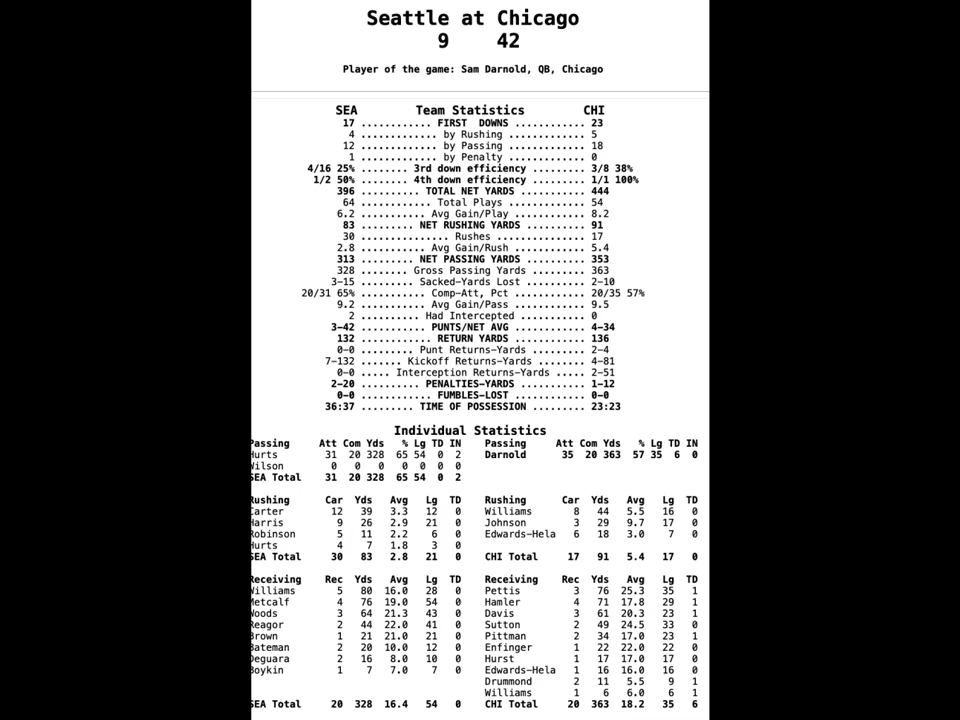 Seattle at Chicago
9 42
Player of the game: Sam Darnold, QB, Chicago
SEA Team Statistics CHI
17 ............ FIRST DOWNS ............ 23
4 ............. by Rushing ............. 5
12 ............. by Passing ............. 18
1 ............. by Penalty ............. 0
4/16 25% ........ 3rd down efficiency ......... 3/8 38%
1/2 50% ........ 4th down efficiency ......... 1/1 100%
396 .......... TOTAL NET YARDS .......... 444
64 ............ Total Plays ............ 54
6.2 ........... Avg Gain/Play ........... 8.2
83 ......... NET RUSHING YARDS ......... 91
30 ............... Rushes .............. 17
2.8 ........... Avg Gain/Rush ........... 5.4
313 ......... NET PASSING YARDS ......... 353
328 ........ Gross Passing Yards ........ 363
3-15 ......... Sacked-Yards Lost ........ 2-10
20/31 65% ........... Comp-Att, Pct ........... 20/35 57%
9.2 ........... Avg Gain/Pass ........... 9.5
2 .......... Had Intercepted .......... 0
3-42 ........... PUNTS/NET AVG ........... 4-34
132 ............ RETURN YARDS ........... 136
0-0 ......... Punt Returns-Yards ........ 2-4
7-132 ....... Kickoff Returns-Yards ........ 4-81
0-0 ..... Interception Returns-Yards ..... 2-51
2-20 .......... PENALTIES-YARDS .......... 1-12
0-0 ............ FUMBLES-LOST ............ 0-0
36:37 ......... TIME OF POSSESSION ......... 23:23
Individual Statistics
Passing Att Com Yds % Lg TD IN Passing Att Com Yds % Lg TD IN
Hurts 31 20 328 65 54 0 2 Darnold 35 20 363 57 35 6 0
Wilson 0 0 0 0 0 0 0
SEA Total 31 20 328 65 54 0 2
Rushing Car Yds Avg Lg TD Rushing Car Yds Avg Lg TD
Carter 12 39 3.3 12 0 Williams 8 44 5.5 16 0
Harris 9 26 2.9 21 0 Johnson 3 29 9.7 17 0
Robinson 5 11 2.2 6 0 Edwards-Hela 6 18 3.0 7 0
Hurts 4 7 1.8 3 0
SEA Total 30 83 2.8 21 0 CHI Total 17 91 5.4 17 0
Receiving Rec Yds Avg Lg TD Receiving Rec Yds Avg Lg TD
Williams 5 80 16.0 28 0 Pettis 3 76 25.3 35 1
Metcalf 4 76 19.0 54 0 Hamler 4 71 17.8 29 1
Woods 3 64 21.3 43 0 Davis 3 61 20.3 23 1
Reagor 2 44 22.0 41 0 Sutton 2 49 24.5 33 0
Brown 1 21 21.0 21 0 Pittman 2 34 17.0 23 1
Bateman 2 20 10.0 12 0 Enfinger 1 22 22.0 22 0
Deguara 2 16 8.0 10 0 Hurst 1 17 17.0 17 0
Boykin 1 7 7.0 7 0 Edwards-Hela 1 16 16.0 16 0
Drummond 2 11 5.5 9 1
Williams 1 6 6.0 6 1
SEA Total 20 328 16.4 54 0 CHI Total 20 363 18.2 35 6